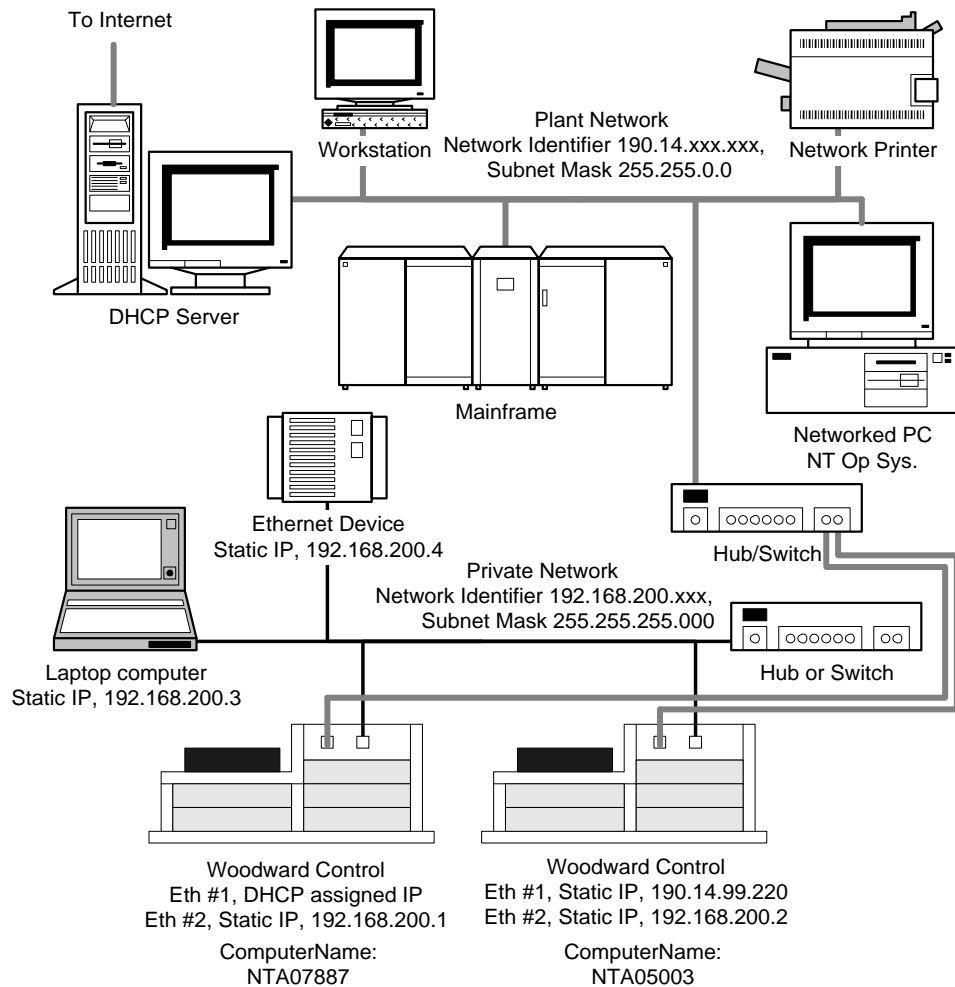 To Internet
Workstation
Plant Network
Network Identifier 190.14.xxx.xxx,
Subnet Mask 255.255.0.0
Network Printer
DHCP Server
Mainframe
Networked PC
NT Op Sys.
Ethernet Device
Static IP, 192.168.200.4
Hub/Switch
Private Network
Network Identifier 192.168.200.xxx,
Subnet Mask 255.255.255.000
Laptop computer
Static IP, 192.168.200.3
Hub or Switch
Woodward Control
Eth #1, DHCP assigned IP
Eth #2, Static IP, 192.168.200.1
ComputerName:
NTA07887
Woodward Control
Eth #1, Static IP, 190.14.99.220
Eth #2, Static IP, 192.168.200.2
ComputerName:
NTA05003